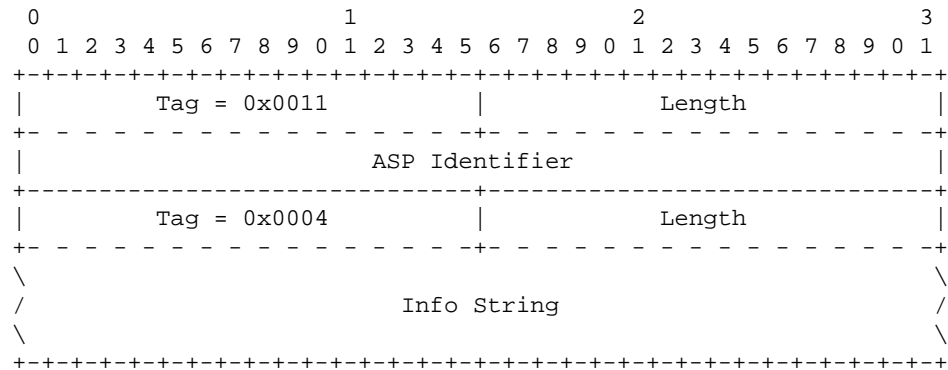 0                   1                   2                   3
 0 1 2 3 4 5 6 7 8 9 0 1 2 3 4 5 6 7 8 9 0 1 2 3 4 5 6 7 8 9 0 1
+-+-+-+-+-+-+-+-+-+-+-+-+-+-+-+-+-+-+-+-+-+-+-+-+-+-+-+-+-+-+-+-+
|         Tag = 0x0011          |            Length             |
+- - - - - - - - - - - - - - - -+- - - - - - - - - - - - - - - -+
|                        ASP Identifier                         |
+-------------------------------+-------------------------------+
|         Tag = 0x0004          |            Length             |
+- - - - - - - - - - - - - - - -+- - - - - - - - - - - - - - - -+
\                                                               \
/                          Info String                          /
\                                                               \
+-+-+-+-+-+-+-+-+-+-+-+-+-+-+-+-+-+-+-+-+-+-+-+-+-+-+-+-+-+-+-+-+